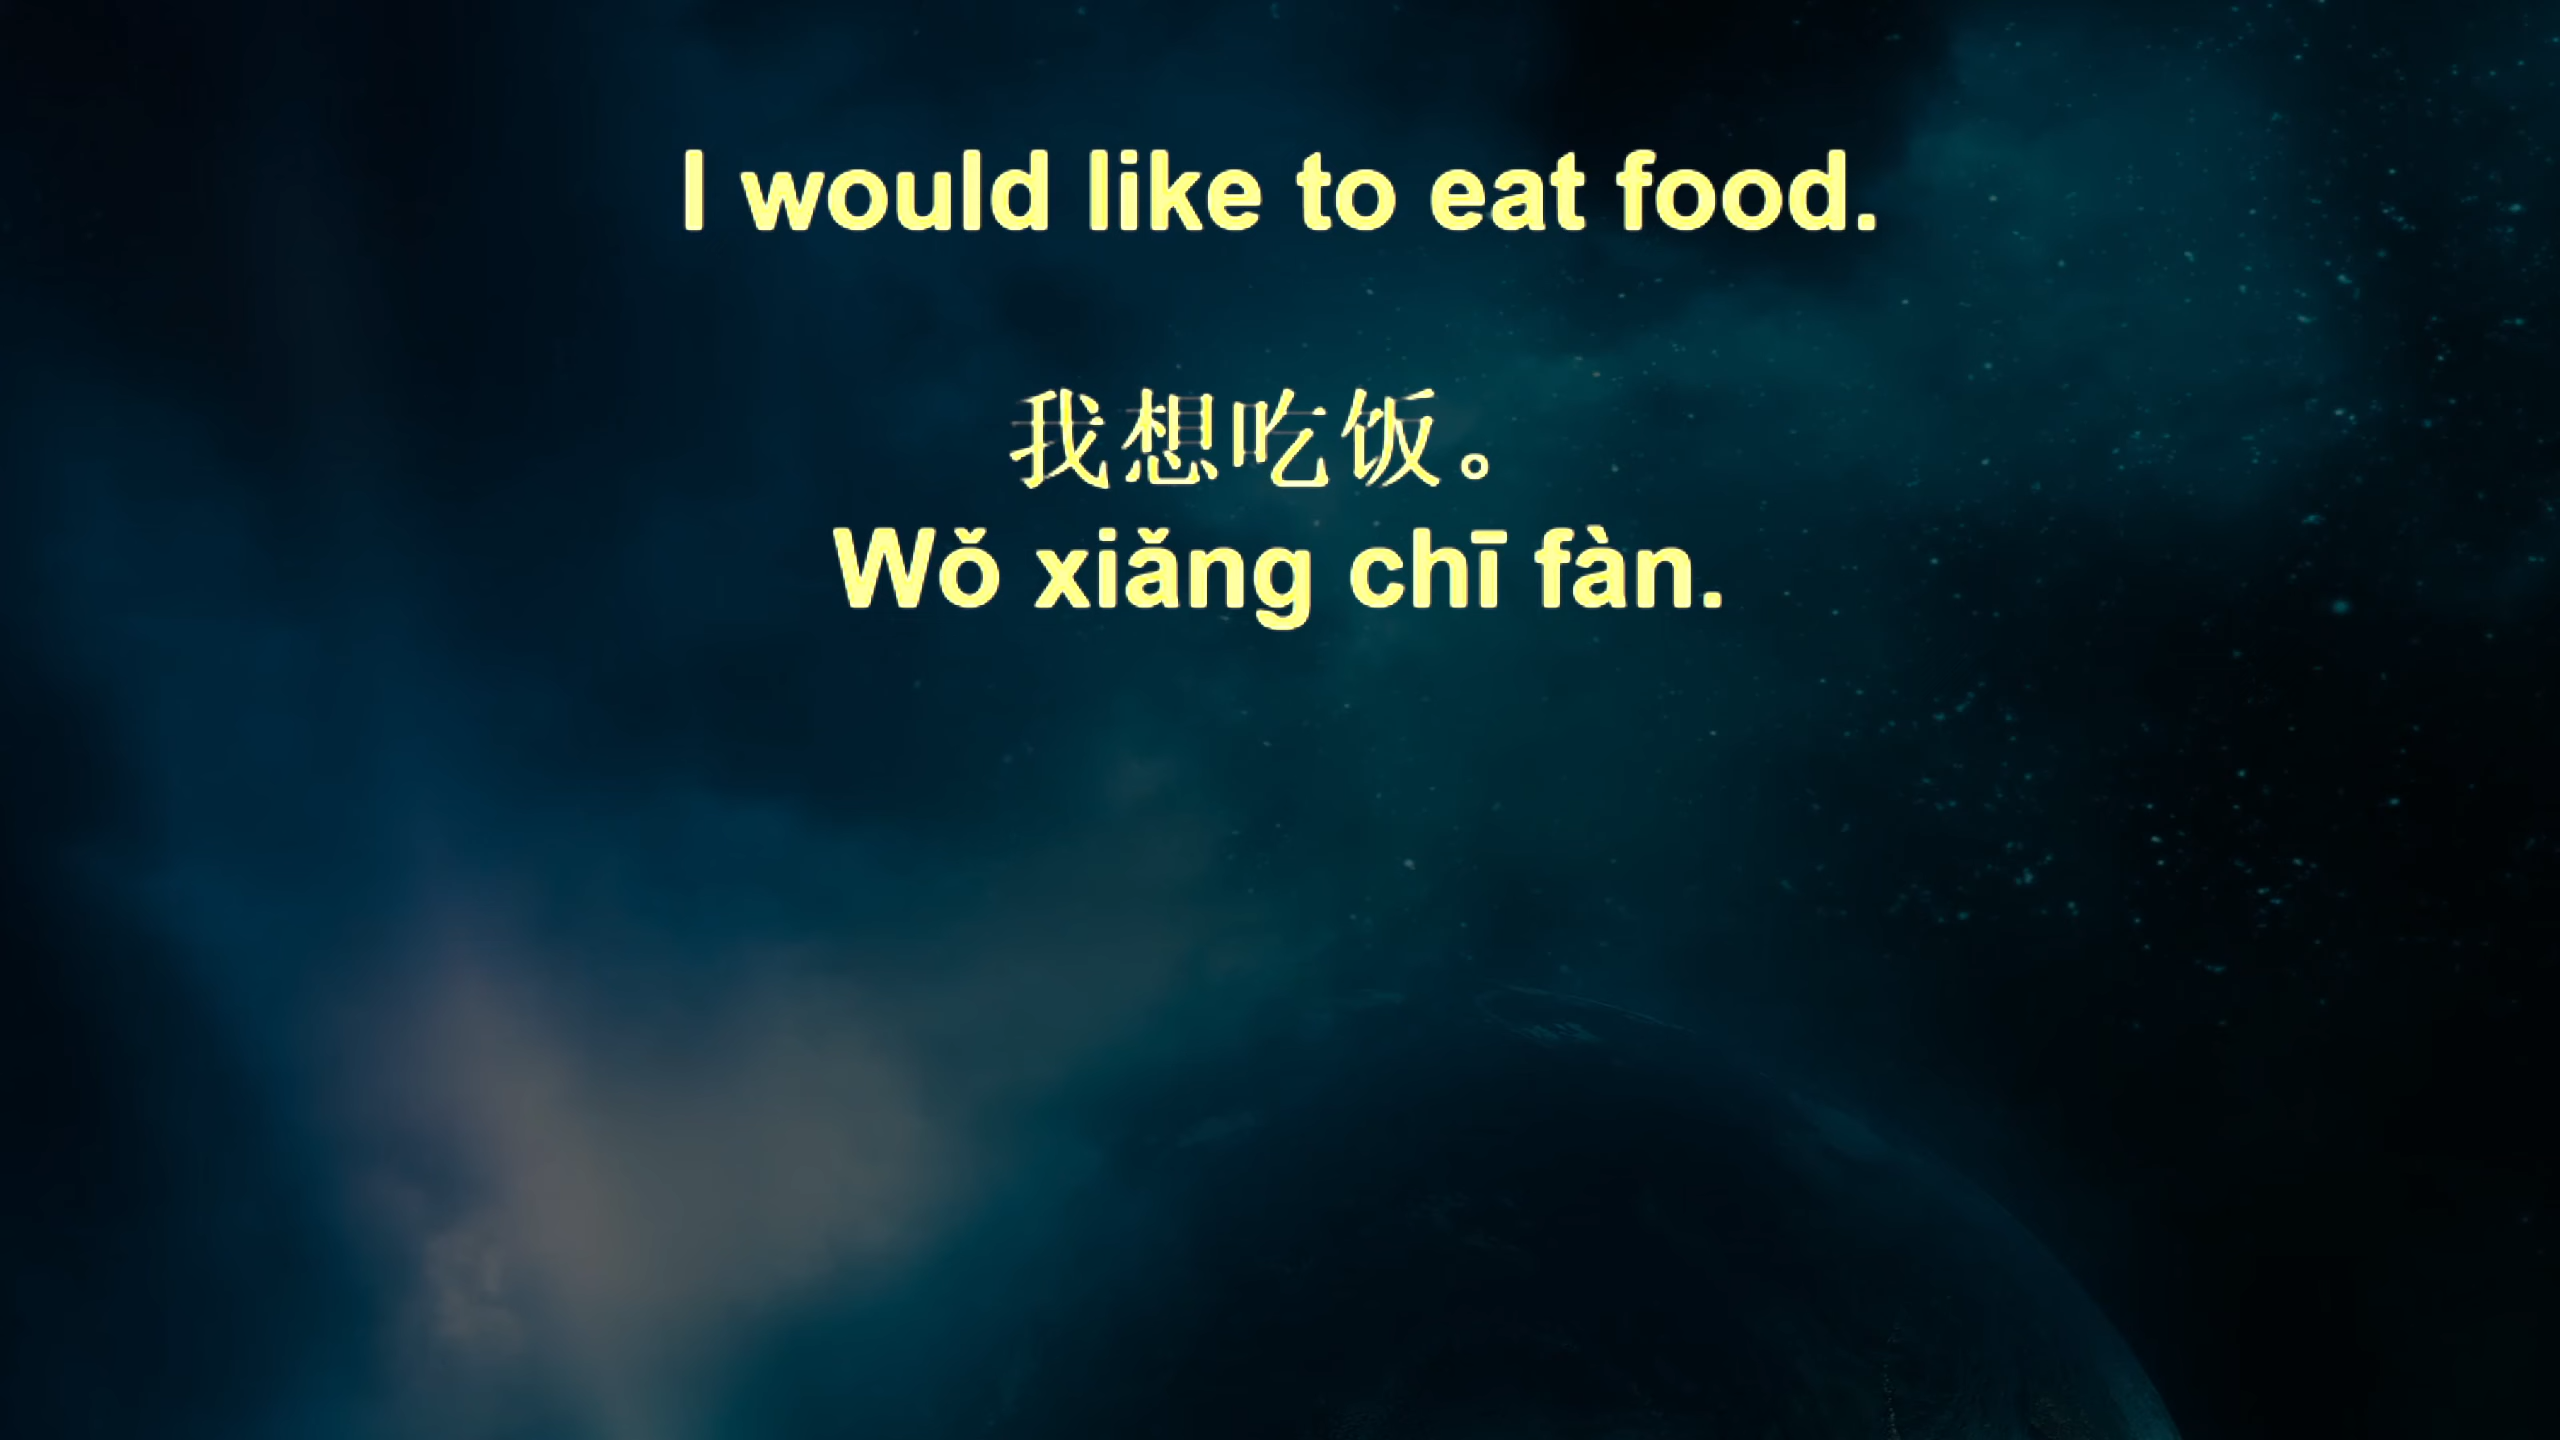 I would like to eat food.
我想吃饭。
Wǒ xiǎng chī fàn.